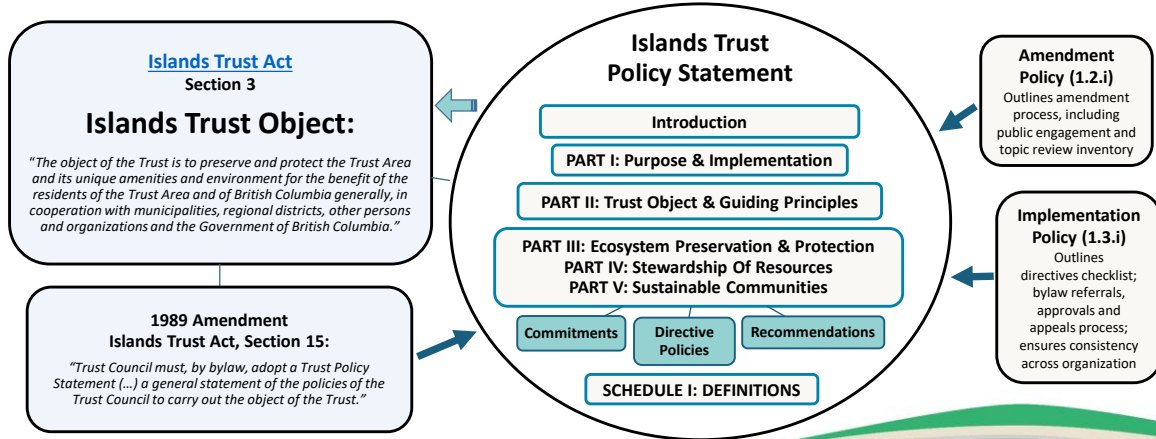 Islands Trust Act
Section 3
Islands Trust Object:
“The object of the Trust is to preserve and protect the Trust Area
and its unique amenities and environment for the benefit of the
residents of the Trust Area and of British Columbia generally, in
cooperation with municipalities, regional districts, other persons
and organizations and the Government of British Columbia.”
1989 Amendment
Islands Trust Act, Section 15:
“Trust Council must, by bylaw, adopt a Trust Policy
Statement (…) a general statement of the policies of the
Trust Council to carry out the object of the Trust.”
Islands Trust
Policy Statement
Introduction
PART I: Purpose & Implementation
PART II: Trust Object & Guiding Principles
PART III: Ecosystem Preservation & Protection
PART IV: Stewardship Of Resources
PART V: Sustainable Communities
Commitments
Directive
Policies
Recommendations
SCHEDULE I: DEFINITIONS
Amendment
Policy (1.2.i)
Outlines amendment
process, including
public engagement and
topic review inventory
Implementation
Policy (1.3.i)
Outlines
directives checklist;
bylaw referrals,
approvals and
appeals process;
ensures consistency
across organization